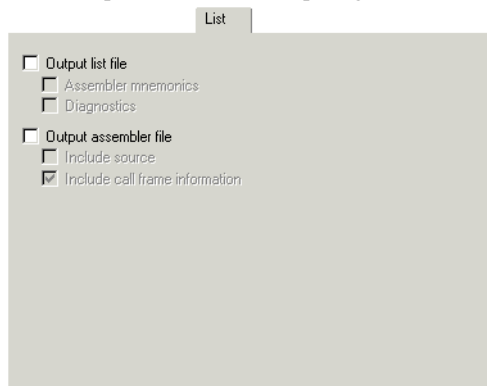 List
Output list file
Assembler mnemonics
Diagnostics
Output assembler file
Include source
Include call frame information